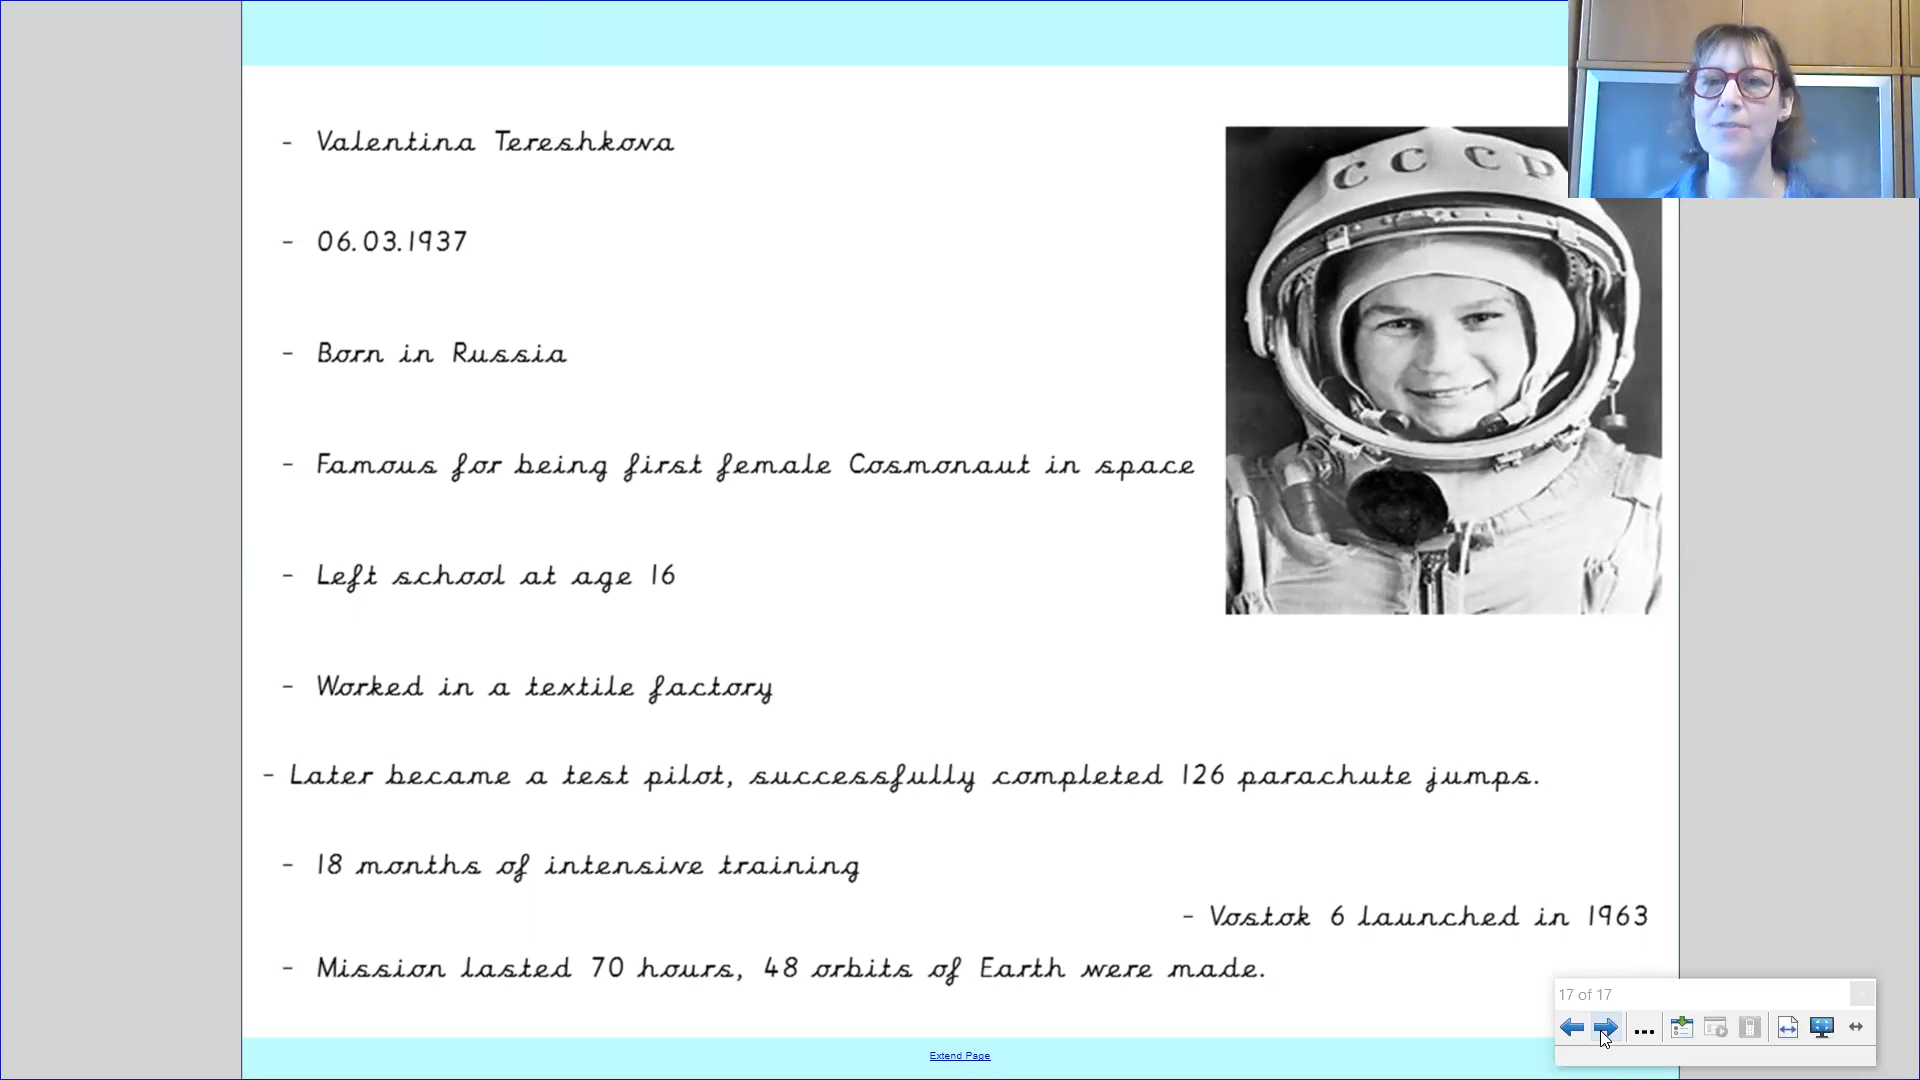 - Valentina Tereshkova
СССР
- 06.03.1937
- Born in Russia
- Famous for being first female Cosmonaut in space
- Left school at age 16
- Worked in a textile factory
- Later became a test pilot, successfully completed 126 parachute jumps.
- 18 months of intensive training
- Vostok 6 launched in 1963
- Mission lasted 70 hours, 48 orbits of Earth were made.
17 of 17
Extend Page